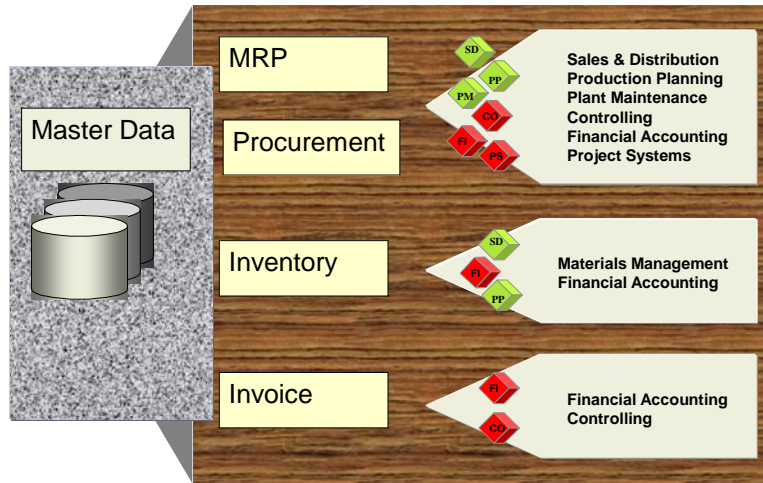 Master Data
MRP
Procurement
SD
PP
PM
CO
FI
PS
Sales & Distribution
Production Planning
Plant Maintenance
Controlling
Financial Accounting
Project Systems
Inventory
SD
FI
PP
Materials Management
Financial Accounting
Invoice
FI
CO
Financial Accounting
Controlling